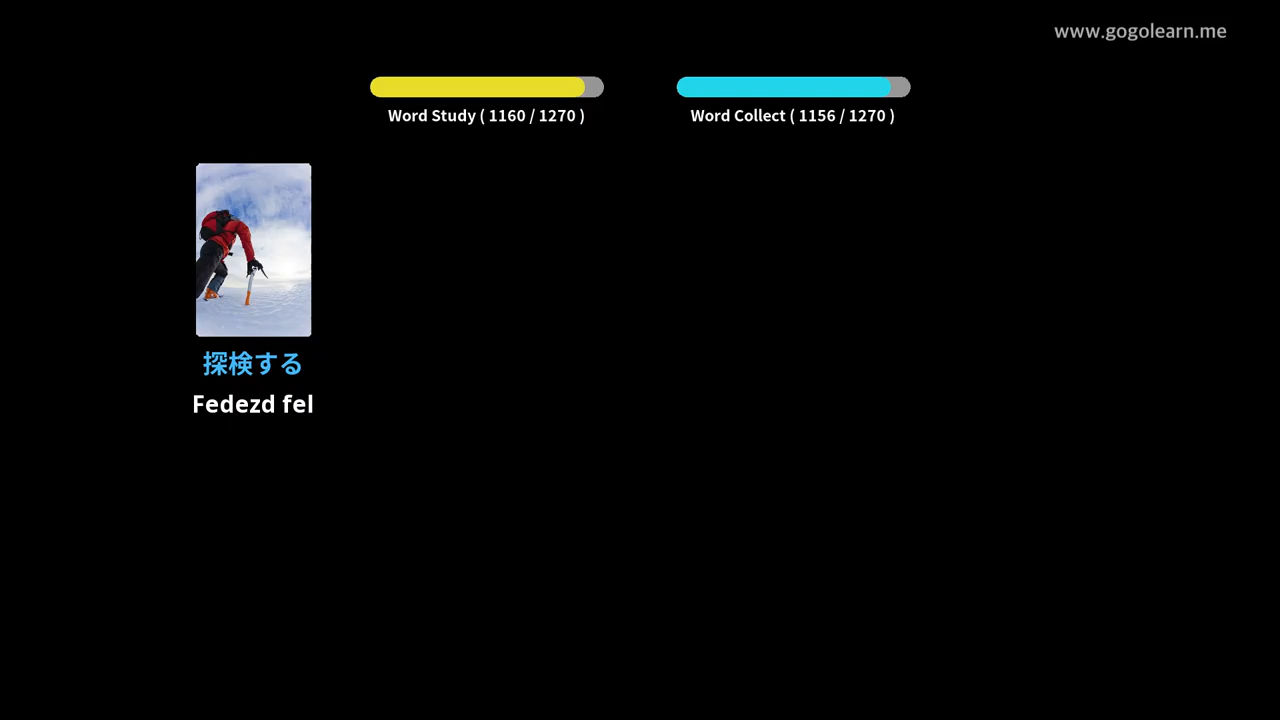 www.gogolearn.me
Word Study ( 1160 / 1270 )
Word Collect ( 1156 / 1270 )
探検する
Fedezd fel